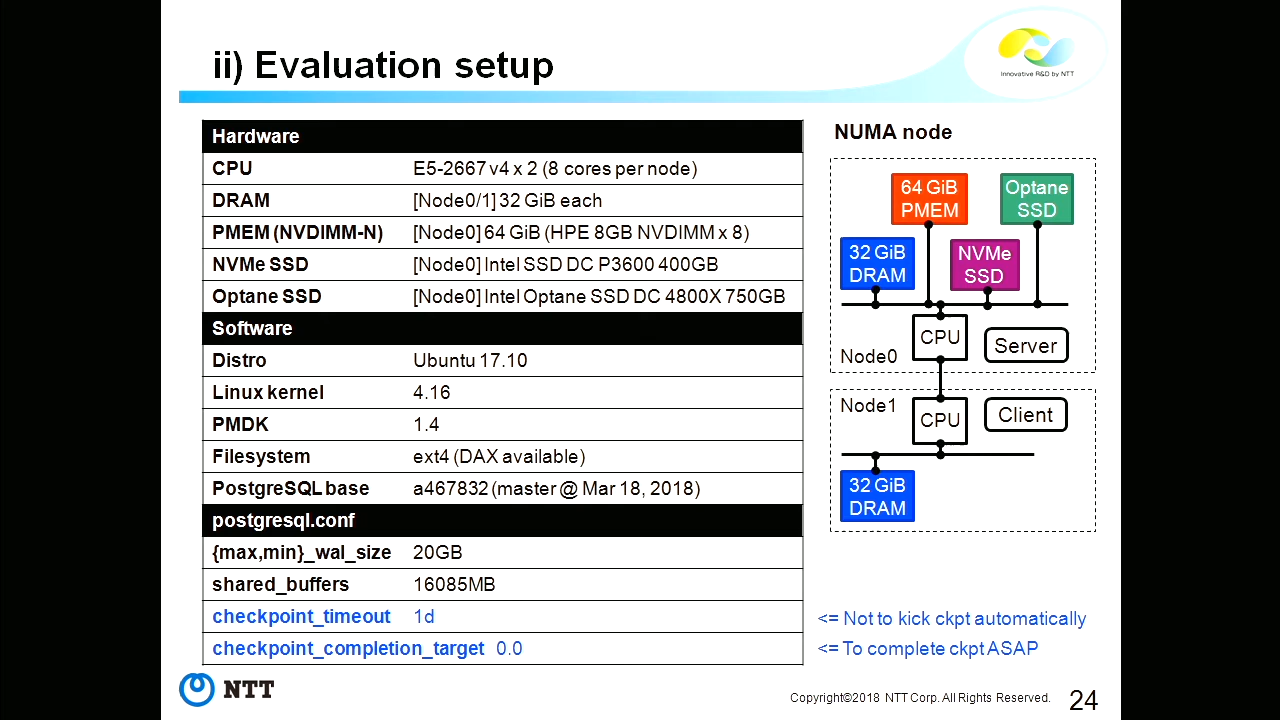 ii) Evaluation setup
Innovative R&D by NTT
Hardware
CPU E5-2667 v4 x 2 (8 cores per node)
DRAM [Node0/1] 32 GiB each
PMEM (NVDIMM-N) [Node0] 64 GiB (HPE 8GB NVDIMM x 8)
NVMe SSD [Node0] Intel SSD DC P3600 400GB
Optane SSD [Node0] Intel Optane SSD DC 4800X 750GB
Software
Distro Ubuntu 17.10
Linux kernel 4.16
PMDK 1.4
Filesystem ext4 (DAX available)
PostgreSQL base a467832 (master @ Mar 18, 2018)
postgresql.conf
{max,min}_wal_size 20GB
shared_buffers 16085MB
checkpoint_timeout 1d <= Not to kick ckpt automatically
checkpoint_completion_target 0.0 <= To complete ckpt ASAP
NUMA node
64 GiB
PMEM
Optane
SSD
32 GiB
DRAM
NVMe
SSD
CPU
Server
Node0
Node1
CPU
Client
32 GiB
DRAM
NTT
Copyright©2018 NTT Corp. All Rights Reserved.
24